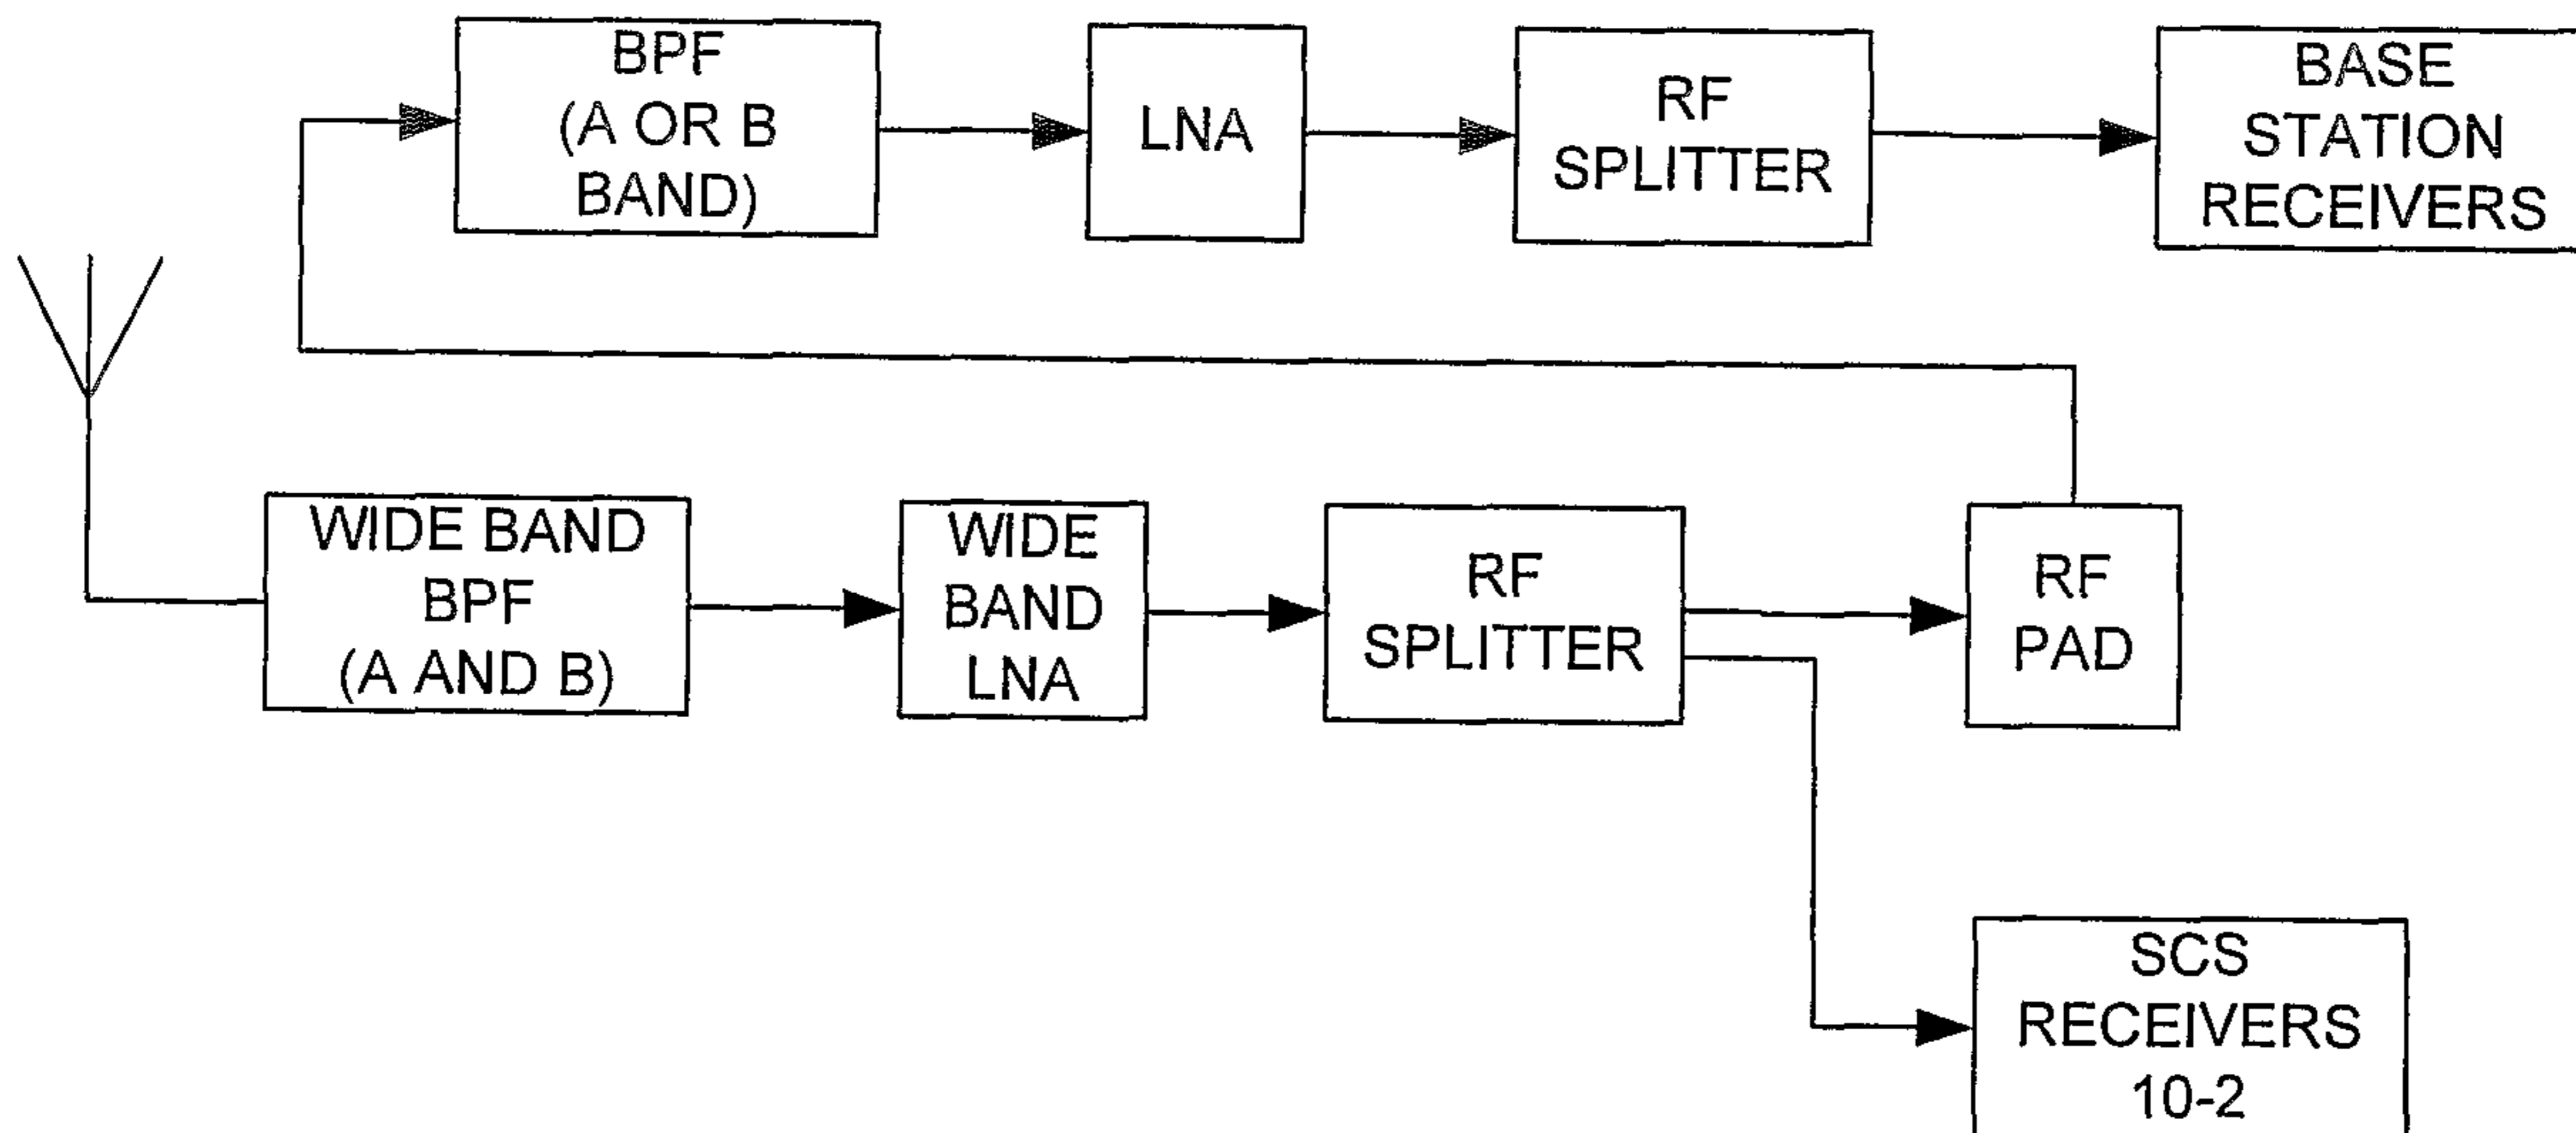 BPF
(A OR B
BAND)
LNA
RF
SPLITTER
BASE
STATION
RECEIVERS
WIDE BAND
BPF
(A AND B)
WIDE
BAND
LNA
RF
SPLITTER
RF
PAD
SCS
RECEIVERS
10-2